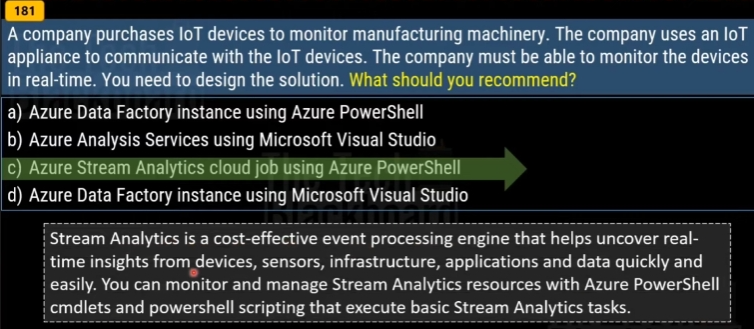 181
A company purchases IoT devices to monitor manufacturing machinery. The company uses an IoT
appliance to communicate with the IoT devices. The company must be able to monitor the devices
in real-time. You need to design the solution. What should you recommend?
a) Azure Data Factory instance using Azure PowerShell
b) Azure Analysis Services using Microsoft Visual Studio
c) Azure Stream Analytics cloud job using Azure PowerShell
d) Azure Data Factory instance using Microsoft Visual Studio
Stream Analytics is a cost-effective event processing engine that helps uncover real-
time insights from devices, sensors, infrastructure, applications and data quickly and
easily. You can monitor and manage Stream Analytics resources with Azure PowerShell
cmdlets and powershell scripting that execute basic Stream Analytics tasks.